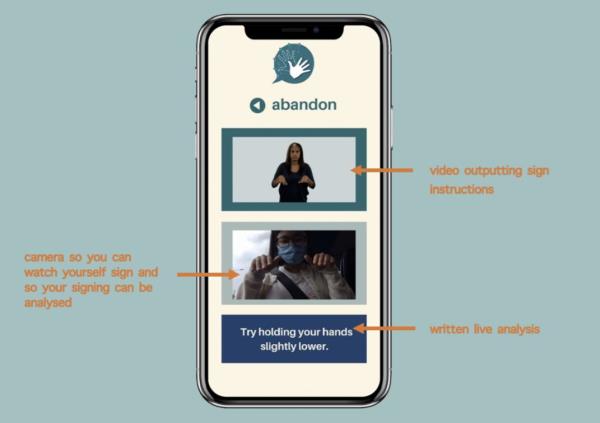 abandon
video outputting sign
instructions
camera so you can
watch yourself sign and
so your signing can be
analysed
Try holding your hands
slightly lower.
written live analysis